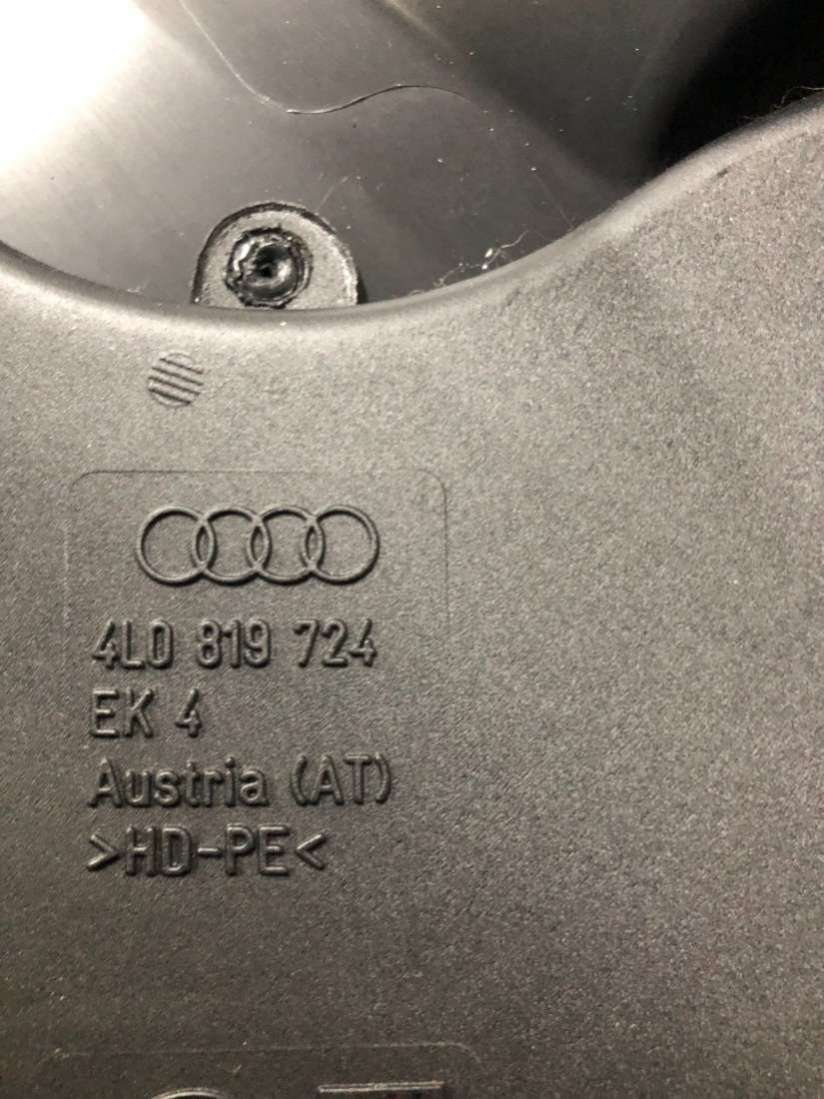 4L0 819 724
EK 4
Austria (AT)
>HD-PE<